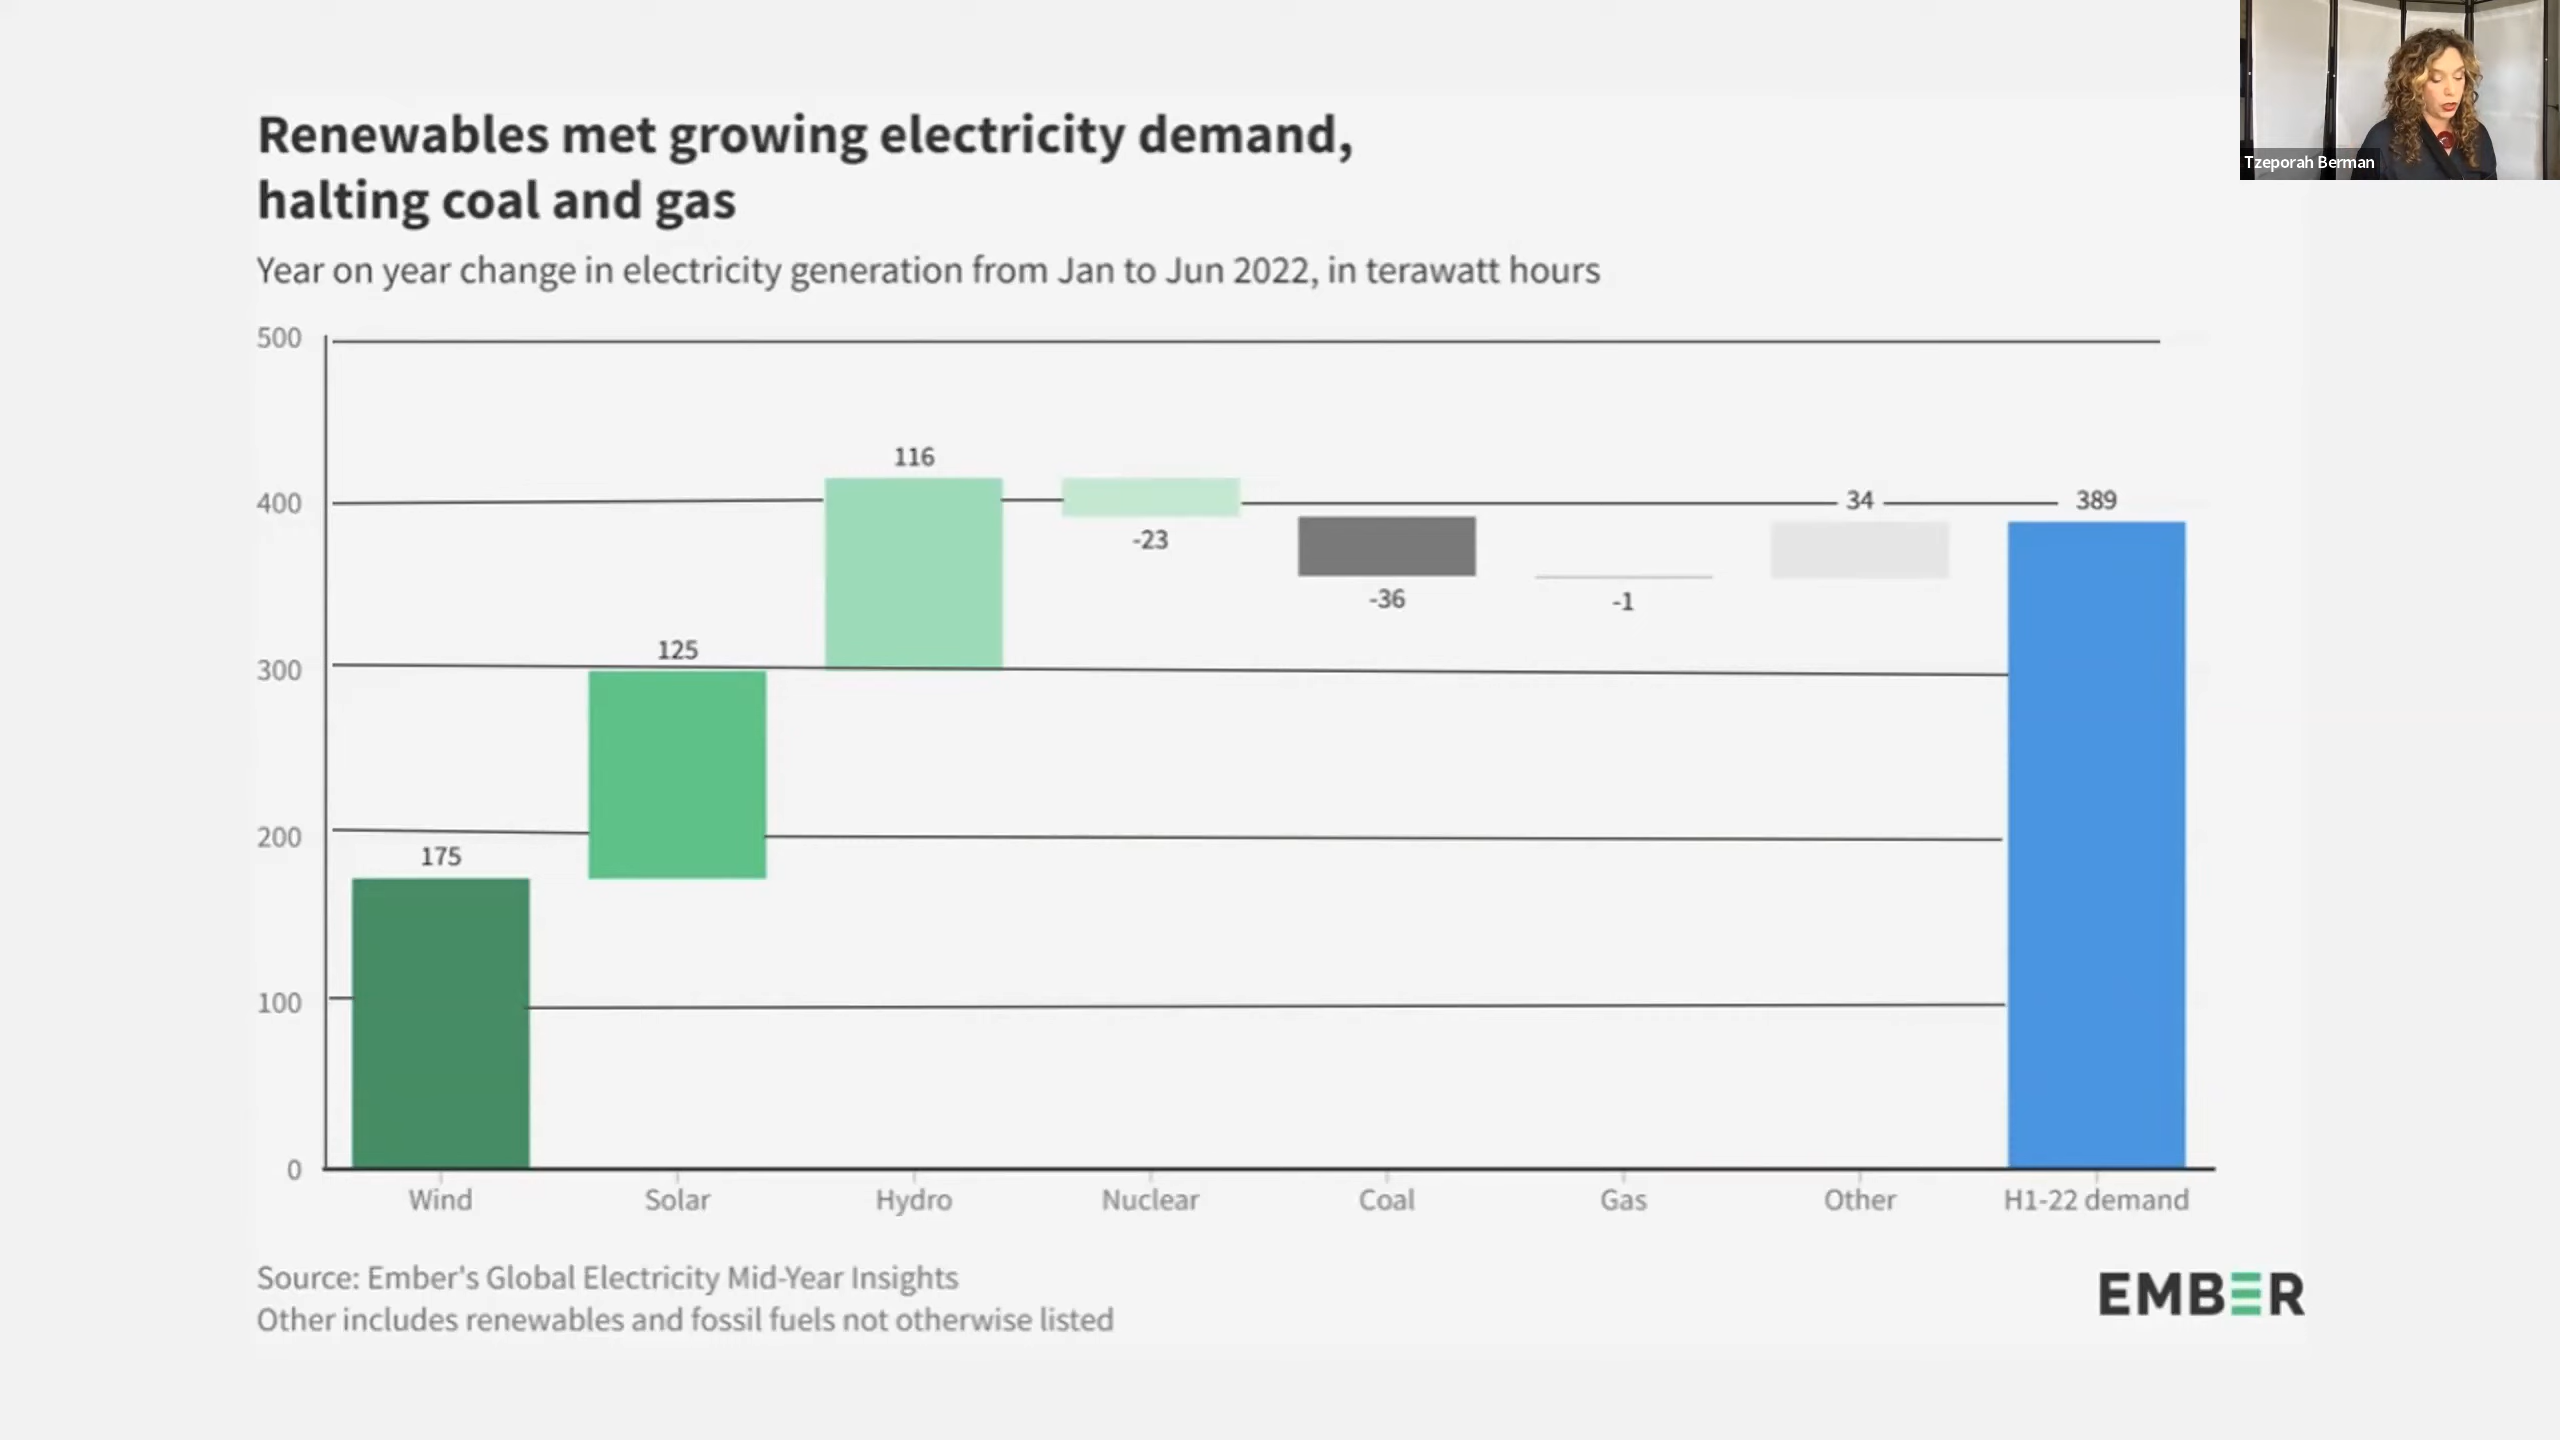 Tzeporah Berman
Renewables met growing electricity demand,
halting coal and gas
Year on year change in electricity generation from Jan to Jun 2022, in terawatt hours
500
400
300
200
100
0
175
125
116
-23
-36
-1
34
389
Wind
Solar
Hydro
Nuclear
Coal
Gas
Other
H1-22 demand
Source: Ember's Global Electricity Mid-Year Insights
Other includes renewables and fossil fuels not otherwise listed
EMBER